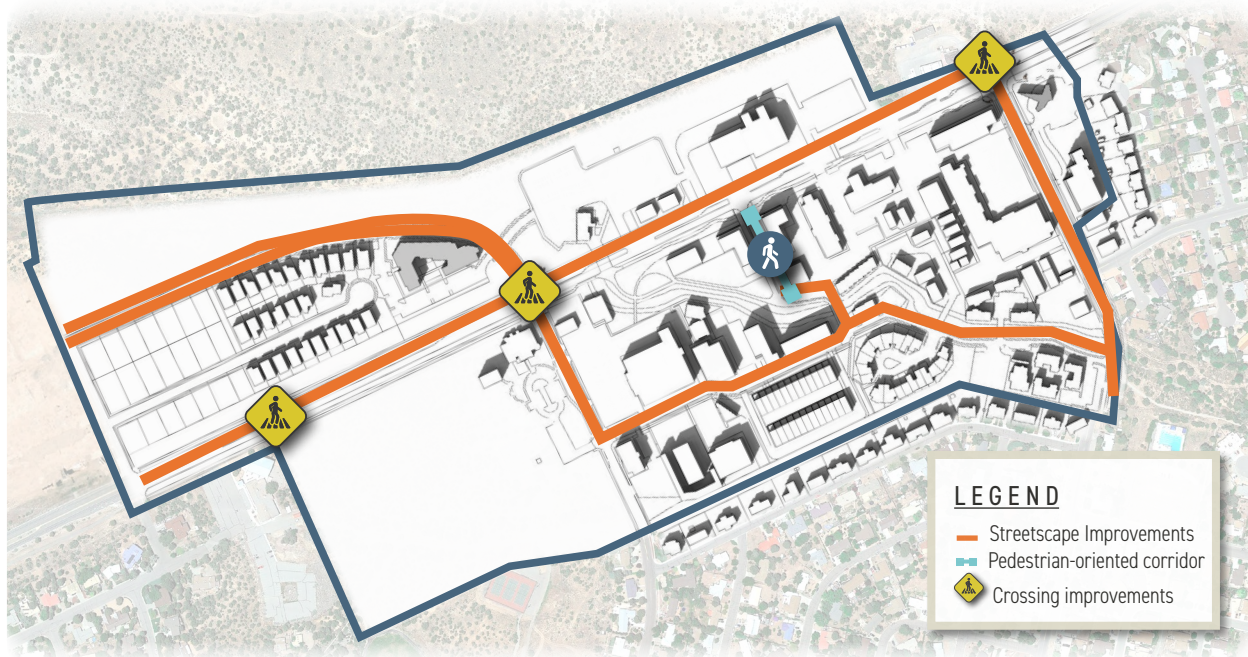 LEGEND
Streetscape Improvements
Pedestrian-oriented corridor
Crossing improvements